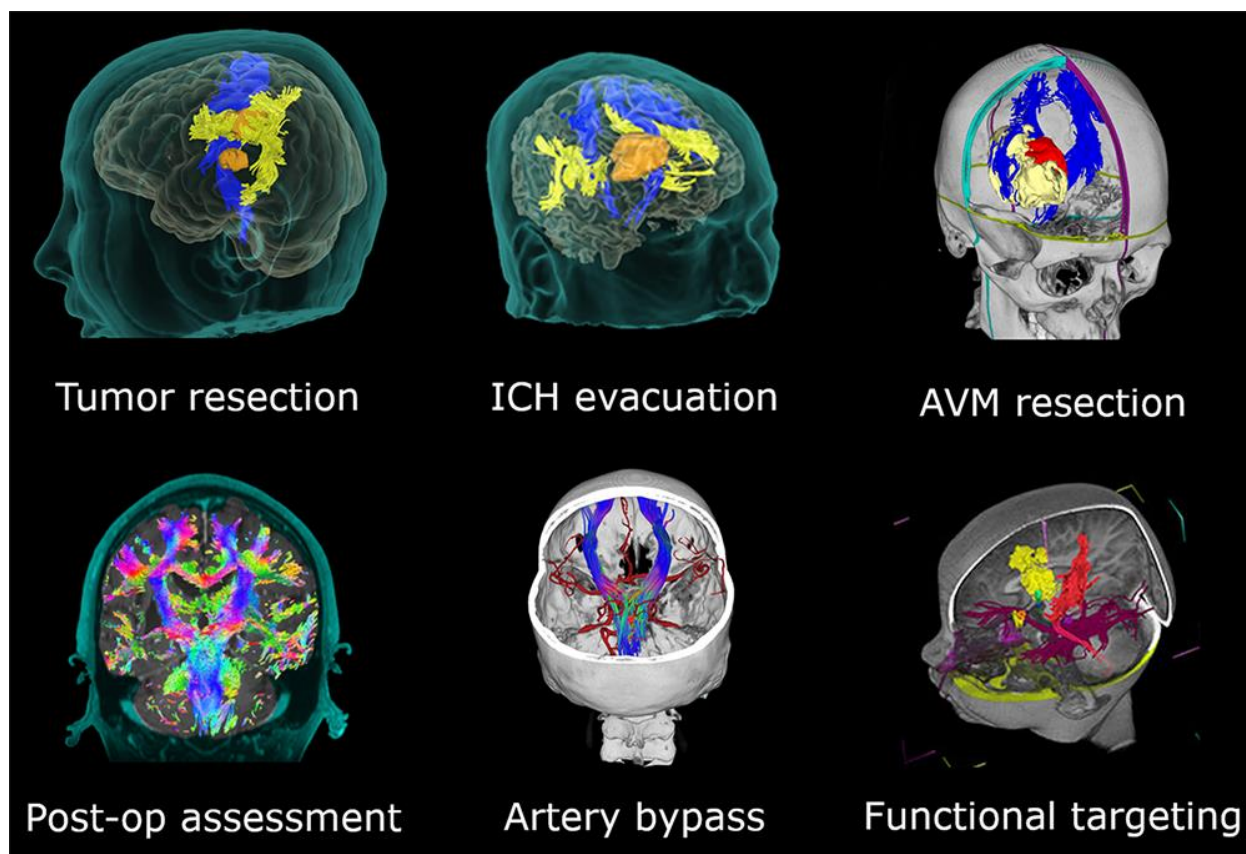 Tumor resection
ICH evacuation
AVM resection
Post-op assessment
Artery bypass
Functional targeting